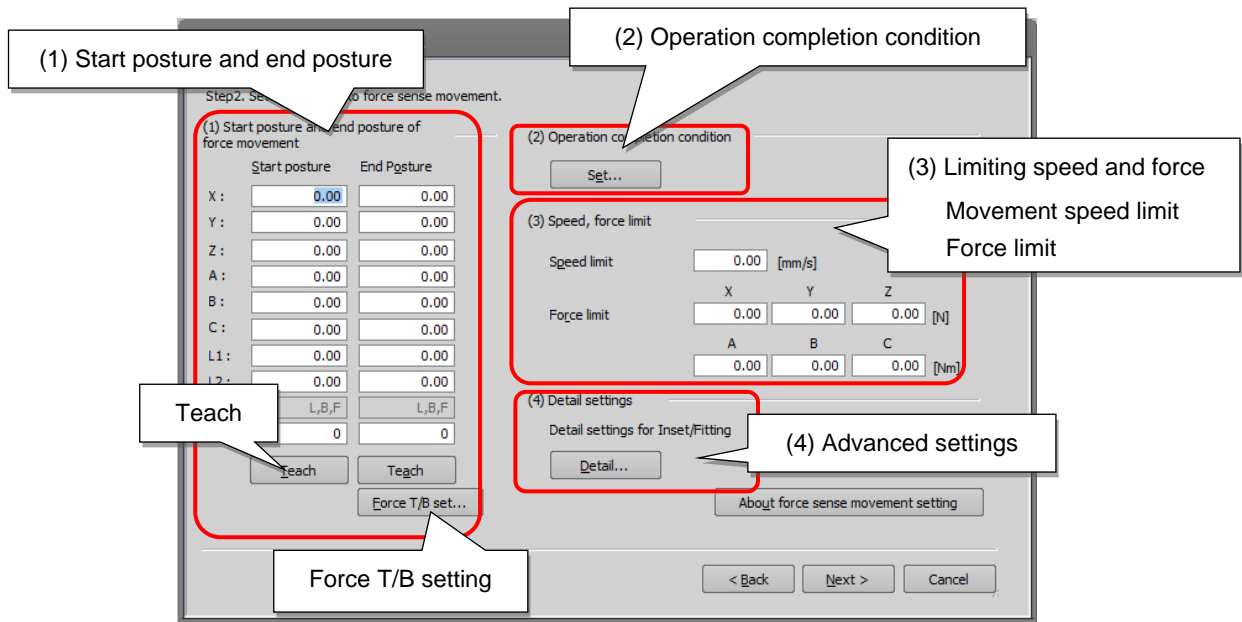 (1) Start posture and end posture
(2) Operation completion condition
Step2. Se o force sense movement.
(1) Start posture and end posture of
force movement
Start posture End Posture
X : 0.00 0.00
Y : 0.00 0.00
Z : 0.00 0.00
A : 0.00 0.00
B : 0.00 0.00
C : 0.00 0.00
L1 : 0.00 0.00
L2 : 0.00 0.00
L,B,F L,B,F
0 0
Teach
Teach Teach
Force T/B set...
Force T/B setting
(2) Operation completion condition
Set...
(3) Limiting speed and force
Movement speed limit
Force limit
(3) Speed, force limit
Speed limit 0.00 [mm/s]
X Y Z
Force limit 0.00 0.00 0.00 [N]
A B C
0.00 0.00 0.00 [Nm]
(4) Detail settings
Detail settings for Inset/Fitting
Detail...
(4) Advanced settings
About force sense movement setting
< Back Next > Cancel